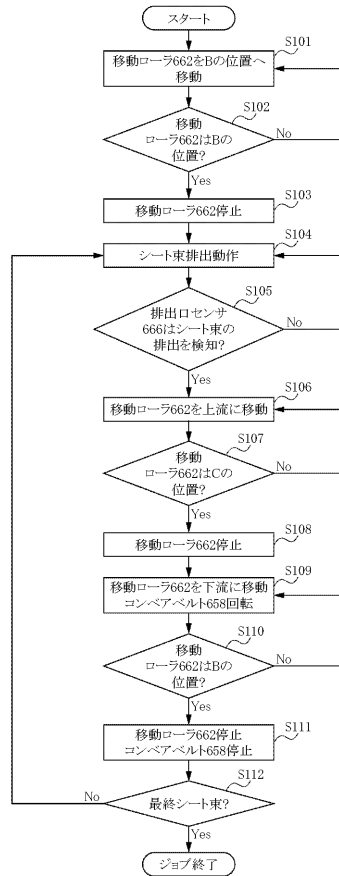 スタート
S101
移動ローラ662をBの位置へ
移動
S102
移動
ローラ662はBの
位置?
No
Yes
S103
移動ローラ662停止
S104
シート束排出動作
S105
排出口センサ
666はシート束の
排出を検知?
No
Yes
S106
移動ローラ662を上流に移動
S107
移動
ローラ662はCの
位置?
No
Yes
S108
移動ローラ662停止
S109
移動ローラ662を下流に移動
コンベアベルト658回転
S110
移動
ローラ662はBの
位置?
No
Yes
S111
移動ローラ662停止
コンベアベルト658停止
S112
最終シート束?
No
Yes
ジョブ終了